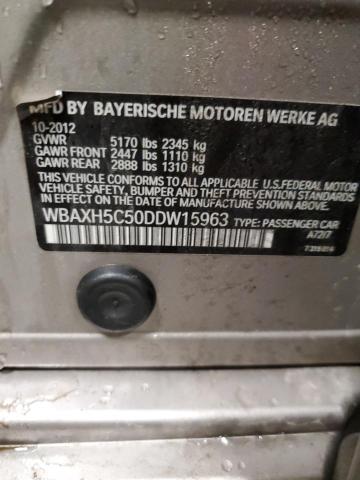 MFD BY BAYERISCHE MOTOREN WERKE AG
10-2012
GVWR 5170 lbs 2345 kg
GAWR FRONT 2447 lbs 1110 kg
GAWR REAR 2888 lbs 1310 kg
THIS VEHICLE CONFORMS TO ALL APPLICABLE U.S.FEDERAL MOTOR
VEHICLE SAFETY, BUMPER, AND THEFT PREVENTION STANDARDS
IN EFFECT ON THE DATE OF MANUFACTURE SHOWN ABOVE.
WBAXH5C50DDW15963 TYPE: PASSENGER CAR
A72/7